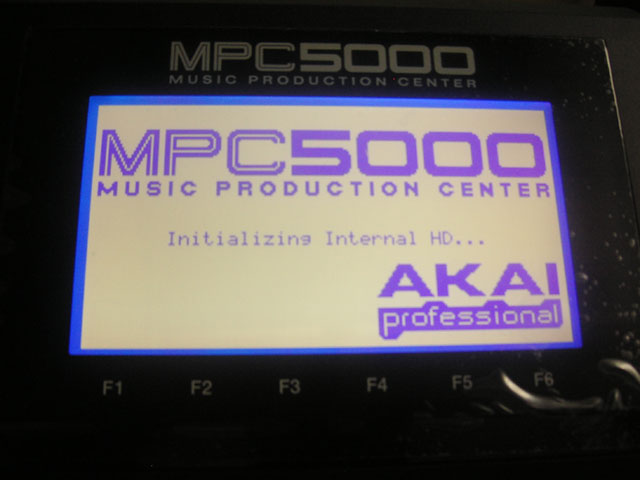 MPC5000
MUSIC PRODUCTION CENTER
MPC5000
MUSIC PRODUCTION CENTER
Initializing Internal HD...
AKAI
professional
F1 F2 F3 F4 F5 F6